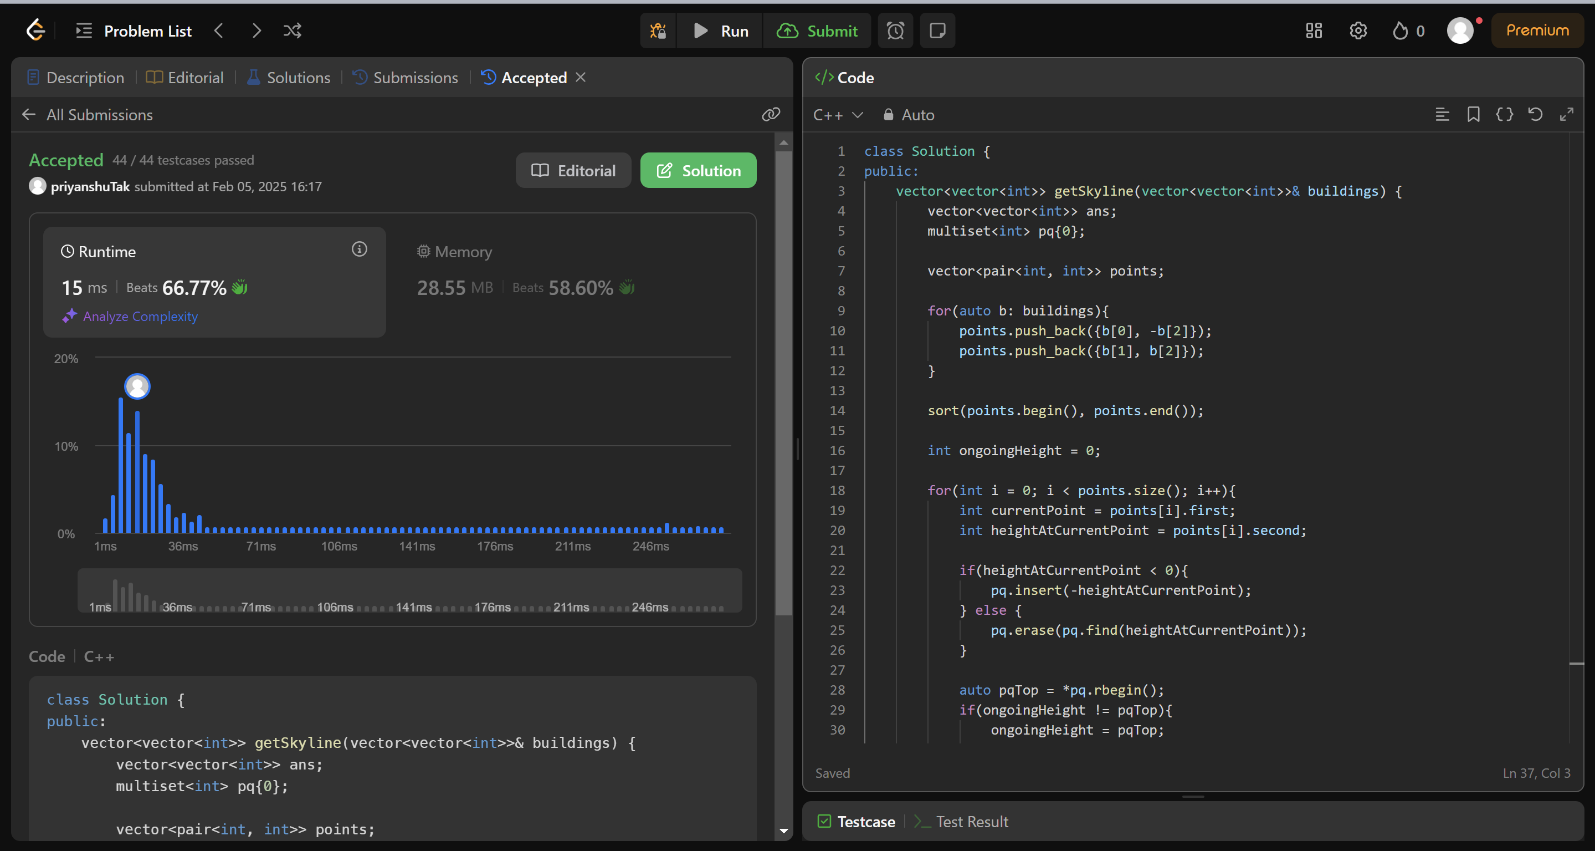 Problem List
Run
Submit
0
Premium
Description
Editorial
Solutions
Submissions
Accepted
All Submissions
Accepted 44 / 44 testcases passed
priyanshuTak submitted at Feb 05, 2025 16:17
Editorial
Solution
Runtime
15 ms | Beats 66.77%
Analyze Complexity
Memory
28.55 MB | Beats 58.60%
20%
10%
0%
1ms 36ms 71ms 106ms 141ms 176ms 211ms 246ms
1ms 36ms 71ms 106ms 141ms 176ms 211ms 246ms
Code | C++
class Solution {
public:
    vector<vector<int>> getSkyline(vector<vector<int>>& buildings) {
        vector<vector<int>> ans;
        multiset<int> pq{0};

        vector<pair<int, int>> points;
</> Code
C++ Auto
1 class Solution {
2 public:
3     vector<vector<int>> getSkyline(vector<vector<int>>& buildings) {
4         vector<vector<int>> ans;
5         multiset<int> pq{0};
6
7         vector<pair<int, int>> points;
8
9         for(auto b: buildings){
10             points.push_back({b[0], -b[2]});
11             points.push_back({b[1], b[2]});
12         }
13
14         sort(points.begin(), points.end());
15
16         int ongoingHeight = 0;
17
18         for(int i = 0; i < points.size(); i++){
19             int currentPoint = points[i].first;
20             int heightAtCurrentPoint = points[i].second;
21
22             if(heightAtCurrentPoint < 0){
23                 pq.insert(-heightAtCurrentPoint);
24             } else {
25                 pq.erase(pq.find(heightAtCurrentPoint));
26             }
27
28             auto pqTop = *pq.rbegin();
29             if(ongoingHeight != pqTop){
30                 ongoingHeight = pqTop;
Saved
Ln 37, Col 3
Testcase
Test Result